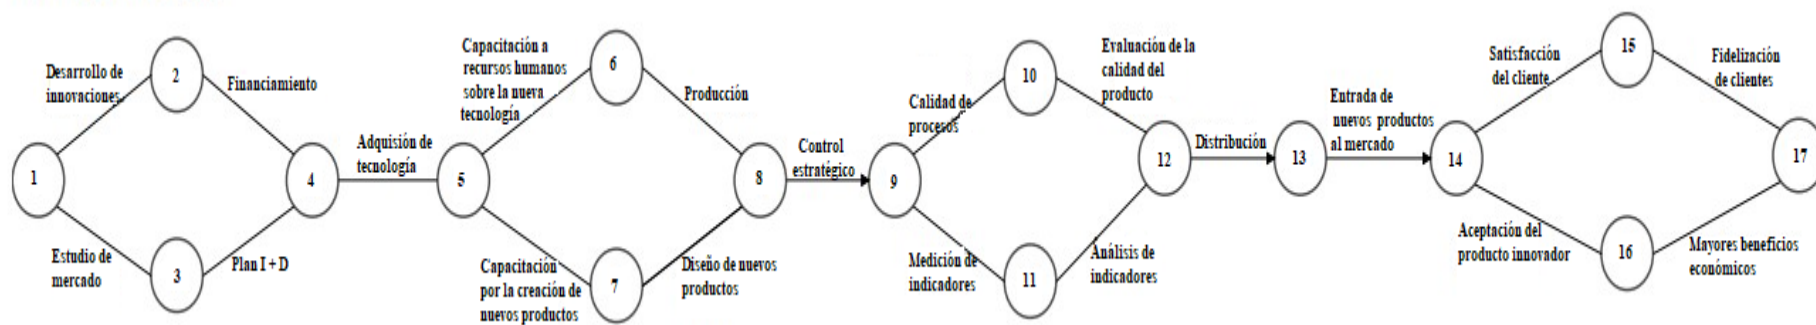 Desarrollo de
innovaciones.
Financiamiento
Estudio de
mercado
Plan I + D
1
2
3
4
Adquisión de
tecnología
5
Capacitación a
recursos humanos
sobre la nueva
tecnología
6
Producción
Capacitación
por la creación de
nuevos productos
7
Diseño de nuevos
productos
8
Control
estratégico
9
Calidad de
procesos
10
Evaluación de la
calidad del
producto
Medición de
indicadores
11
Análisis de
indicadores
12
Distribución
13
Entrada de
nuevos productos
al mercado
14
Satisfacción
del cliente
15
Fidelización
de clientes
Aceptación del
producto innovador
16
Mayores beneficios
económicos
17